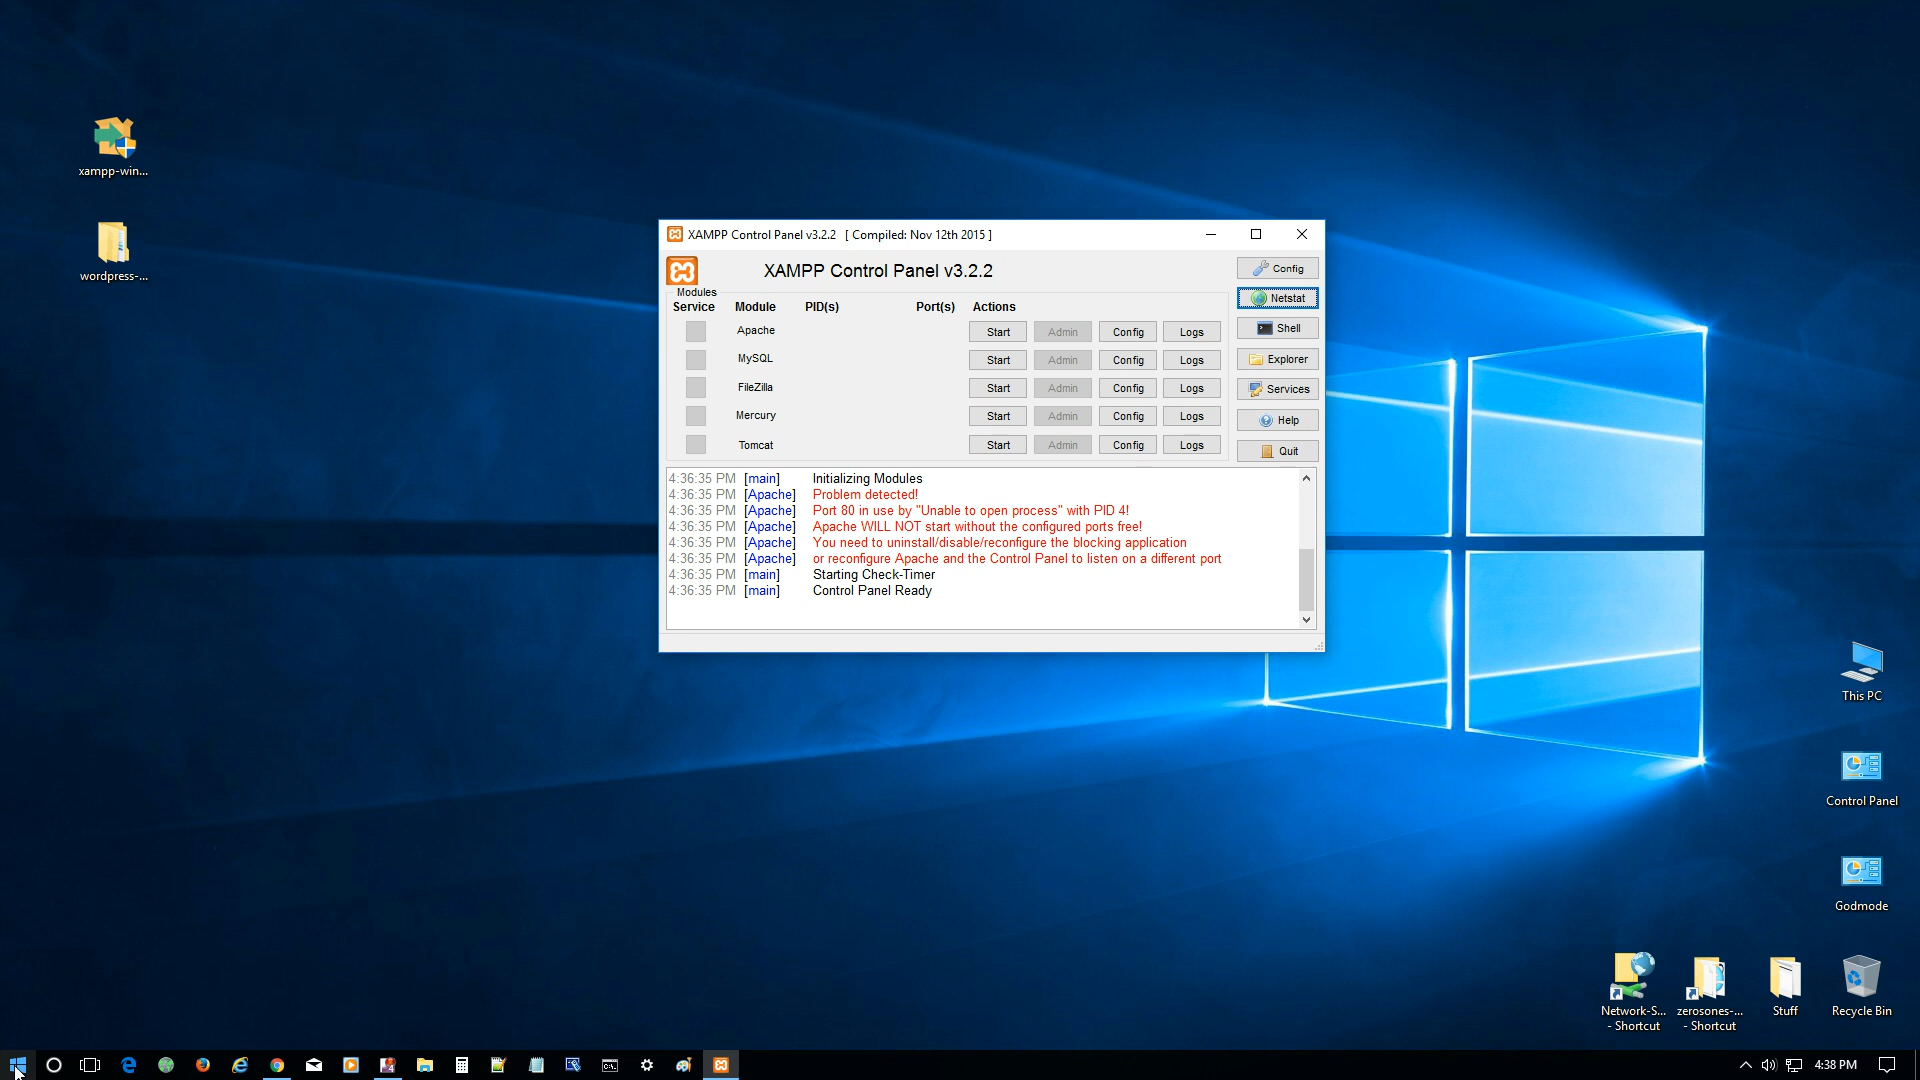 xampp-win...
wordpress-...
XAMPP Control Panel v3.2.2 [ Compiled: Nov 12th 2015 ]
XAMPP Control Panel v3.2.2
Config
Modules
Service Module PID(s) Port(s) Actions
Netstat
Apache Start Admin Config Logs
Shell
MySQL Start Admin Config Logs
Explorer
FileZilla Start Admin Config Logs
Services
Mercury Start Admin Config Logs
Help
Tomcat Start Admin Config Logs
Quit
4:36:35 PM [main] Initializing Modules
4:36:35 PM [Apache] Problem detected!
4:36:35 PM [Apache] Port 80 in use by "Unable to open process" with PID 4!
4:36:35 PM [Apache] Apache WILL NOT start without the configured ports free!
4:36:35 PM [Apache] You need to uninstall/disable/reconfigure the blocking application
4:36:35 PM [Apache] or reconfigure Apache and the Control Panel to listen on a different port
4:36:35 PM [main] Starting Check-Timer
4:36:35 PM [main] Control Panel Ready
This PC
Control Panel
Godmode
Network-S...
- Shortcut
zerosones-...
- Shortcut
Stuff
Recycle Bin
4:38 PM